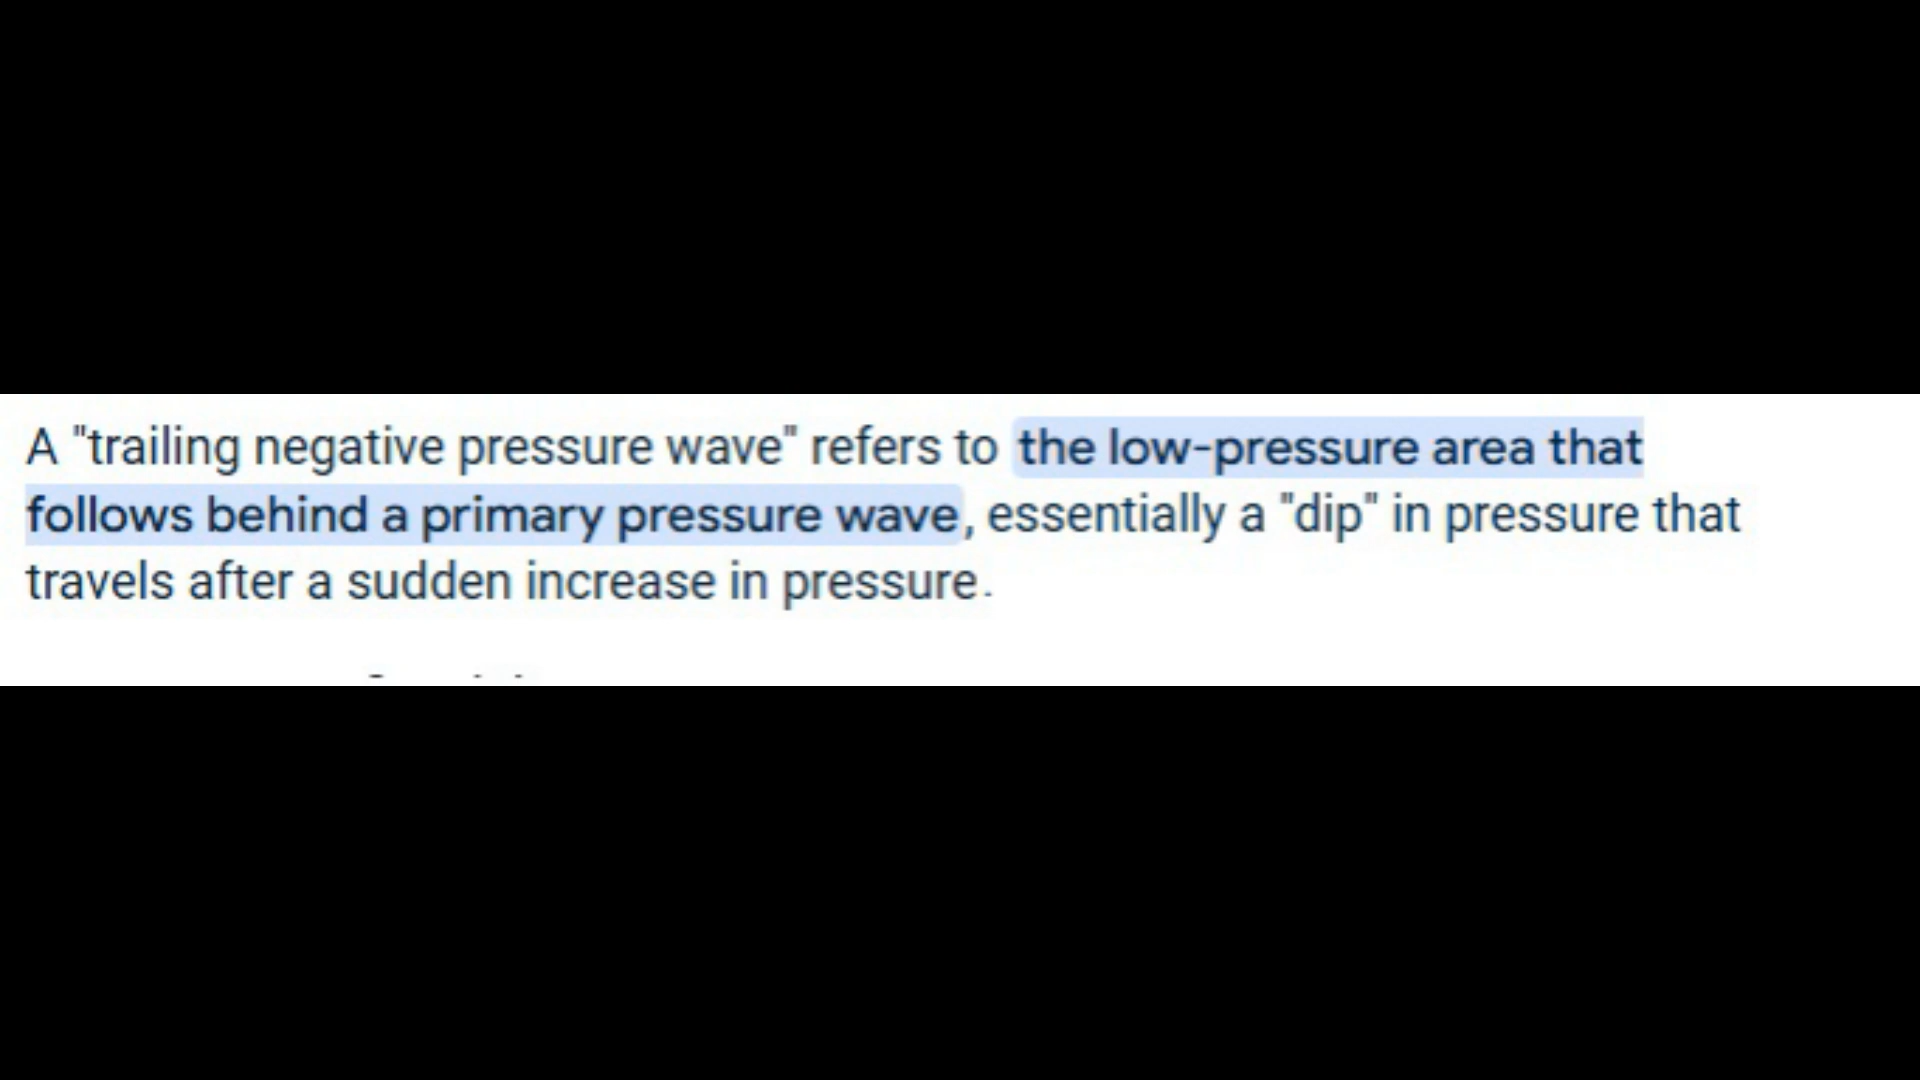 A "trailing negative pressure wave" refers to the low-pressure area that
follows behind a primary pressure wave, essentially a "dip" in pressure that
travels after a sudden increase in pressure.